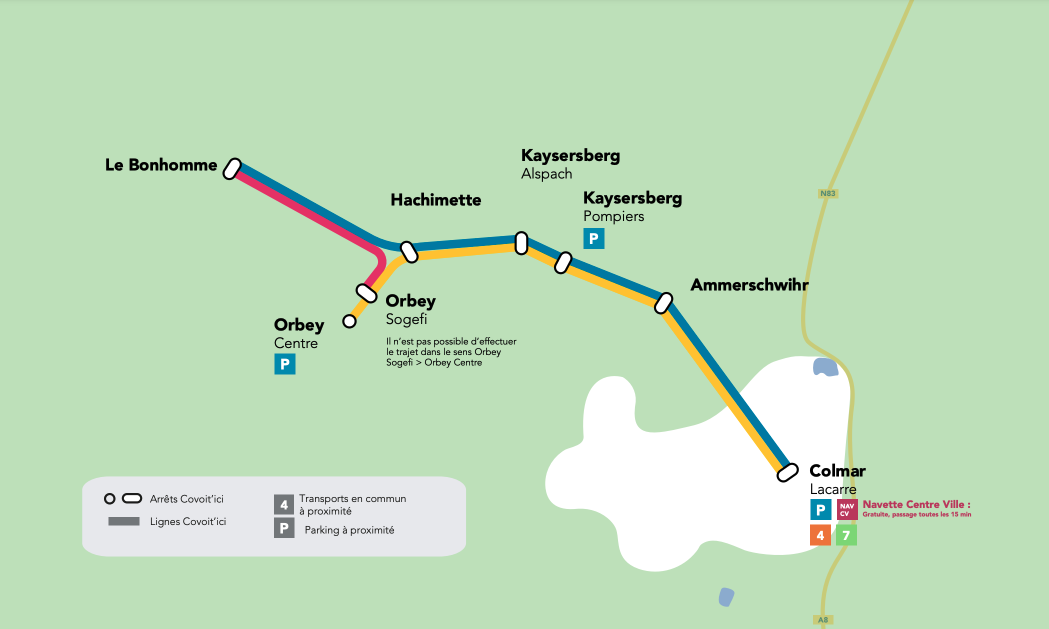 Kaysersberg
Alspach
Le Bonhomme
Hachimette
Kaysersberg
Pompiers
P
N83
Ammerschwihr
Orbey
Sogefi
Orbey
Centre
P
Il n'est pas possible d'effectuer
le trajet dans le sens Orbey
Sogefi > Orbey Centre
Colmar
Lacarre
P
NAV
CV
Navette Centre Ville :
Gratuite, passage toutes les 15 min
4
7
Arrêts Covoit'ici
Lignes Covoit'ici
4
Transports en commun
à proximité
P
Parking à proximité
A8